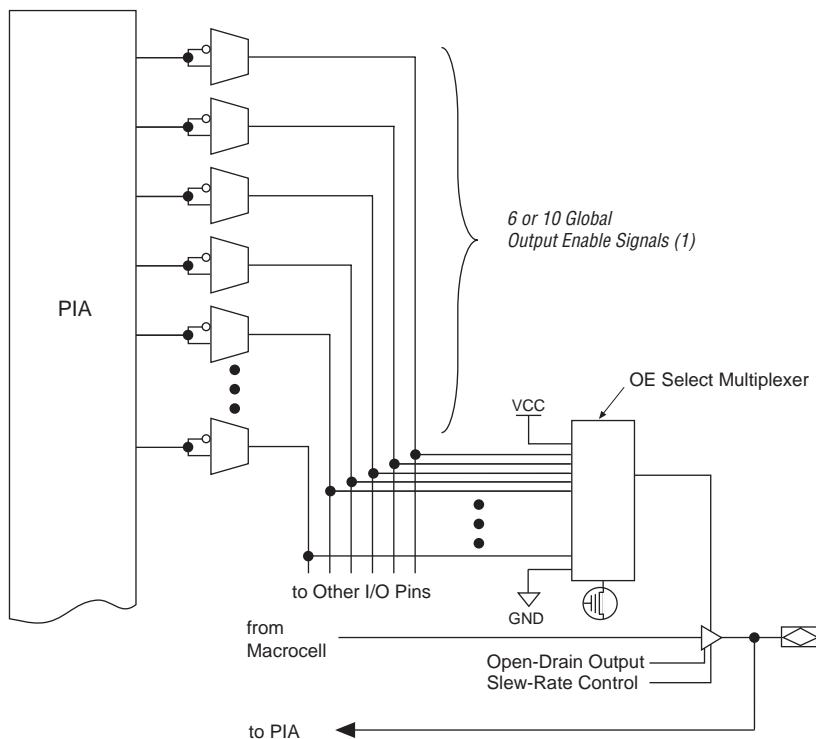 PIA
6 or 10 Global
Output Enable Signals (1)
OE Select Multiplexer
VCC
to Other I/O Pins
GND
from
Macrocell
Open-Drain Output
Slew-Rate Control
to PIA